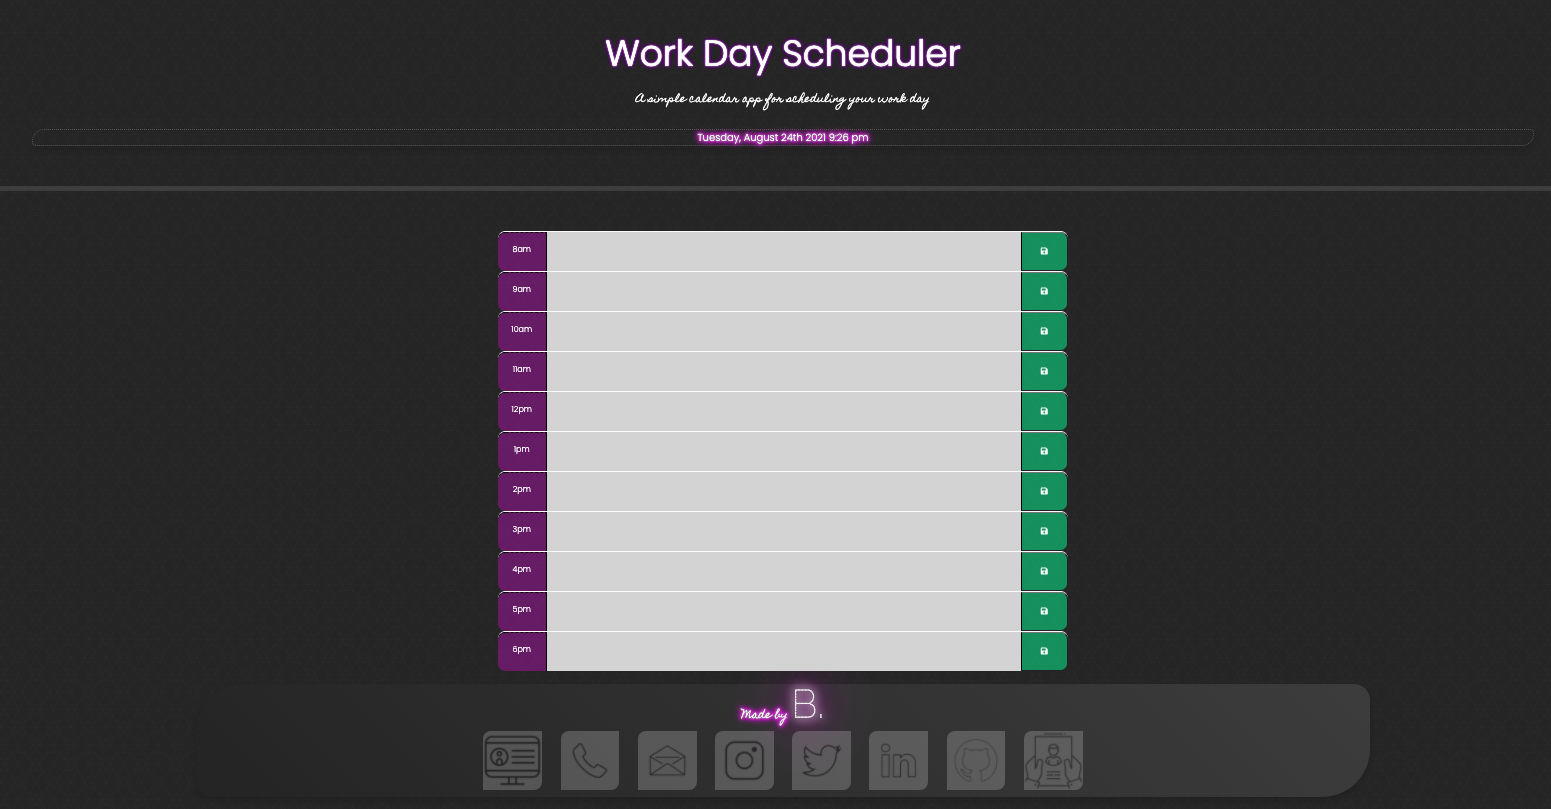 Work Day Scheduler
A simple calendar app for scheduling your work day
Tuesday, August 24th 2021 9:26 pm
8am
9am
10am
11am
12pm
1pm
2pm
3pm
4pm
5pm
6pm
Made by B.
in